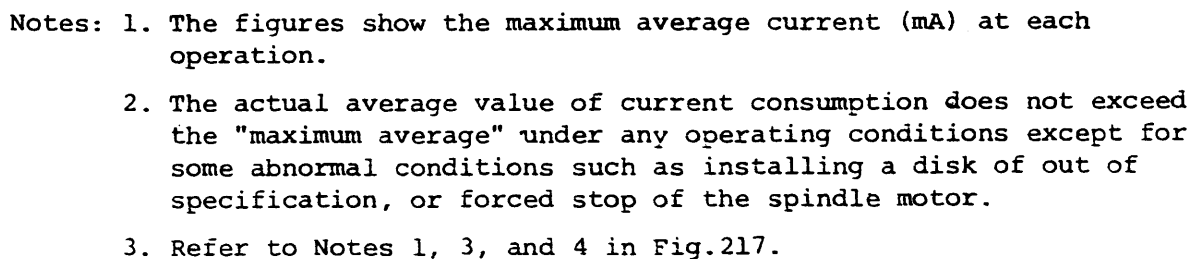 Notes: 1. The figures show the maximum average current (mA) at each
operation.
2. The actual average value of current consumption does not exceed
the "maximum average" under any operating conditions except for
some abnormal conditions such as installing a disk of out of
specification, or forced stop of the spindle motor.
3. Refer to Notes 1, 3, and 4 in Fig.217.